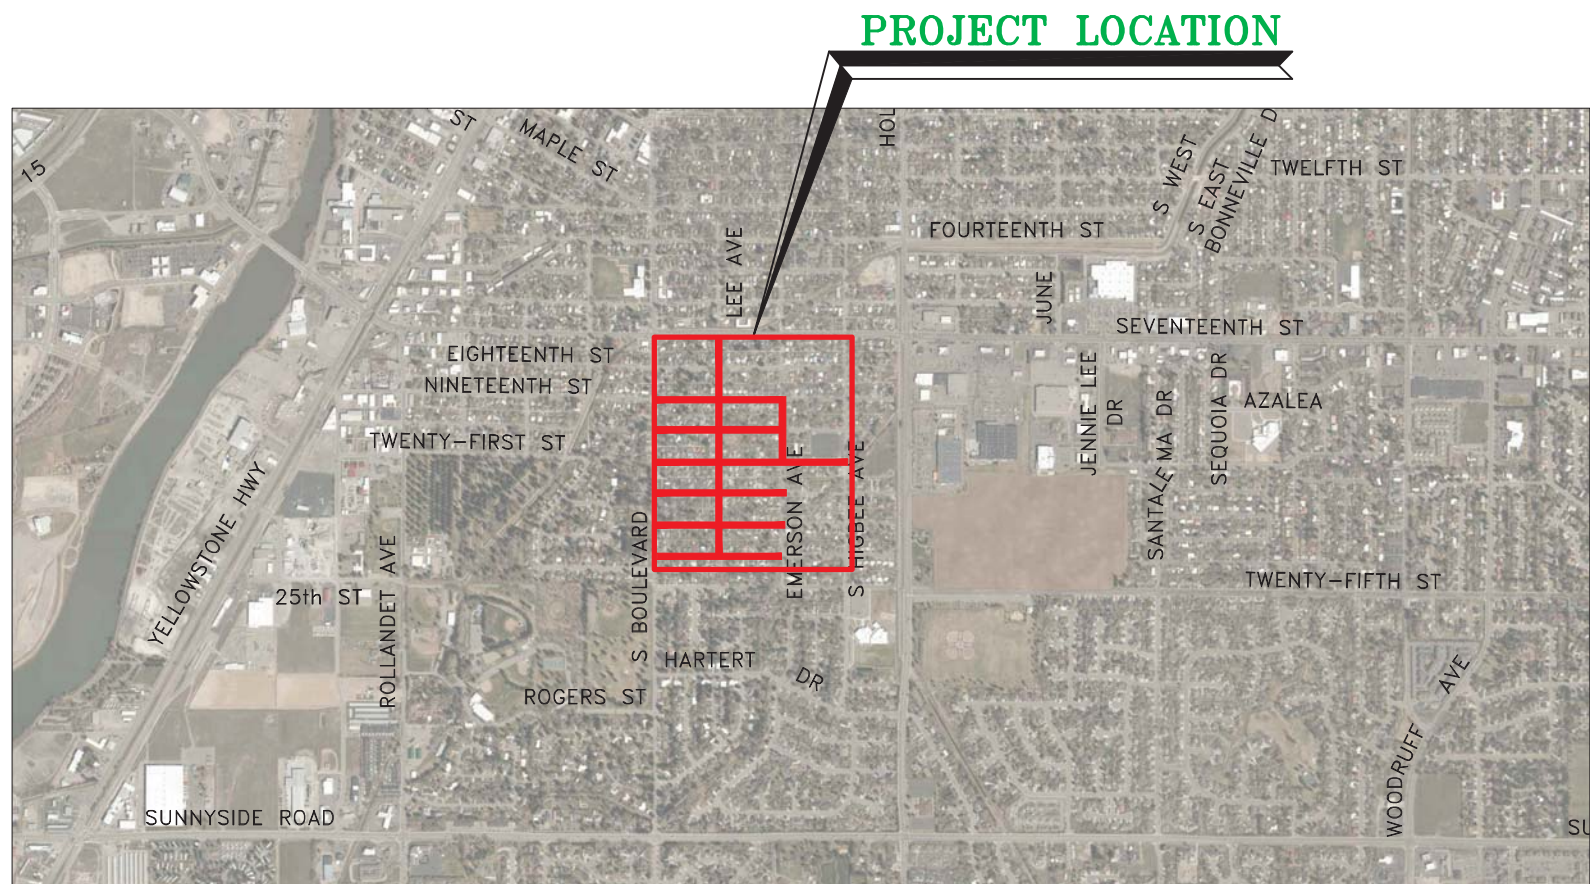 PROJECT LOCATION
HOL
ST
MAPLE ST
15
S WEST
S EAST
BONNEVILLE D
TWELFTH ST
FOURTEENTH ST
LEE AVE
JUNE
SEVENTEENTH ST
EIGHTEENTH ST
NINETEENTH ST
JENNIE LEE
DR
SANTALEMA DR
SEQUOIA DR
AZALEA
TWENTY-FIRST ST
YELLOWSTONE HWY
EMERSON AVE
S HIGBEE AVE
S BOULEVARD
ROLLANDET AVE
25th ST
TWENTY-FIFTH ST
HARTERT
DR
ROGERS ST
WOODRUFF
AVE
SUNNYSIDE ROAD
SU